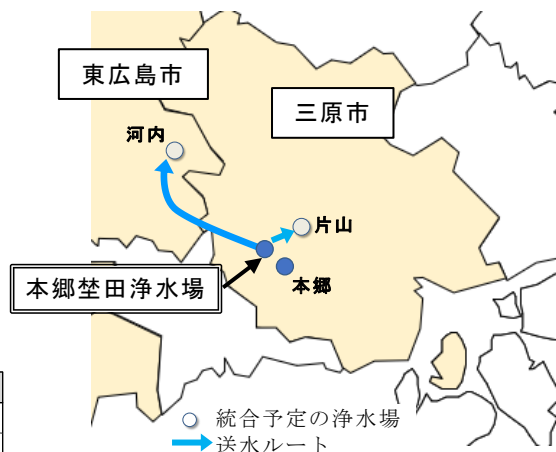 東広島市
三原市
河内
片山
本郷埜田浄水場
本郷
統合予定の浄水場
送水ルート